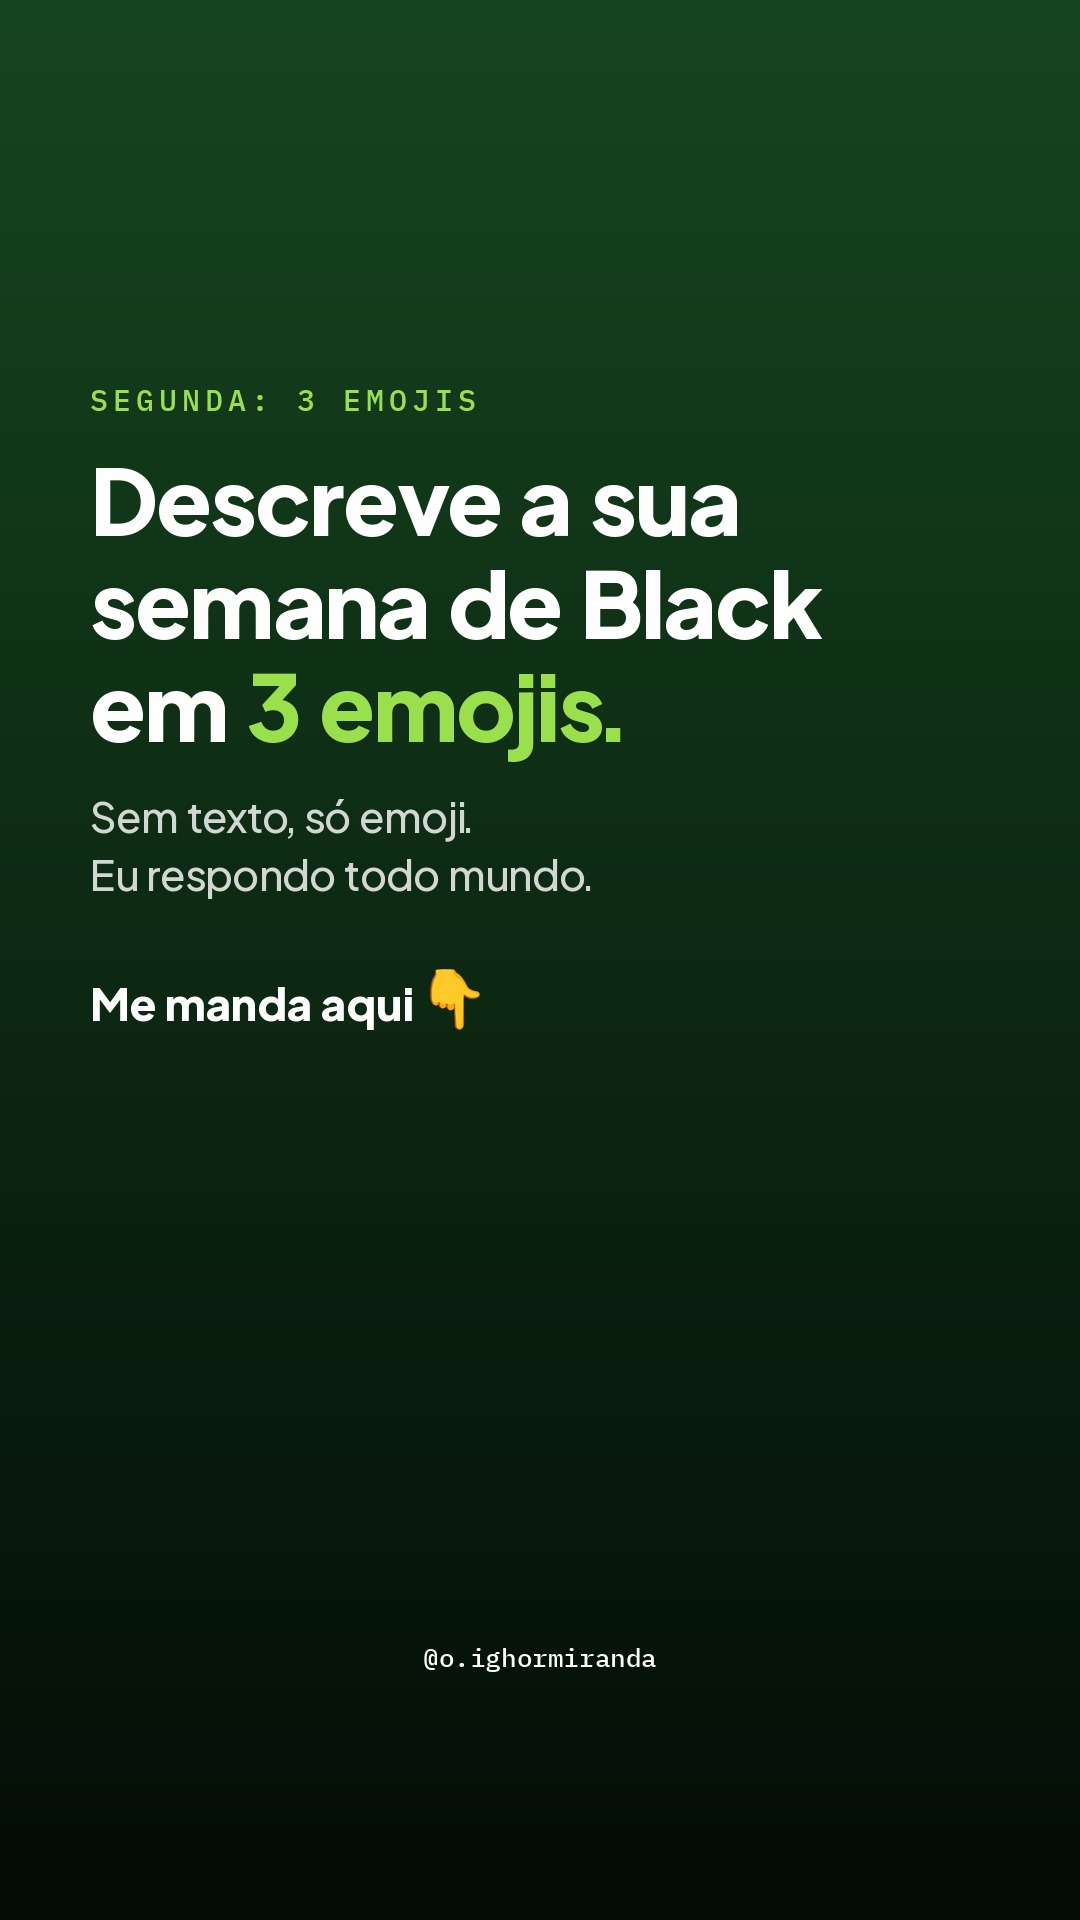 SEGUNDA: 3 EMOJIS
Descreve a sua
semana de Black
em 3 emojis.
Sem texto, só emoji.
Eu respondo todo mundo.
Me manda aqui 👇
@o.ighormiranda